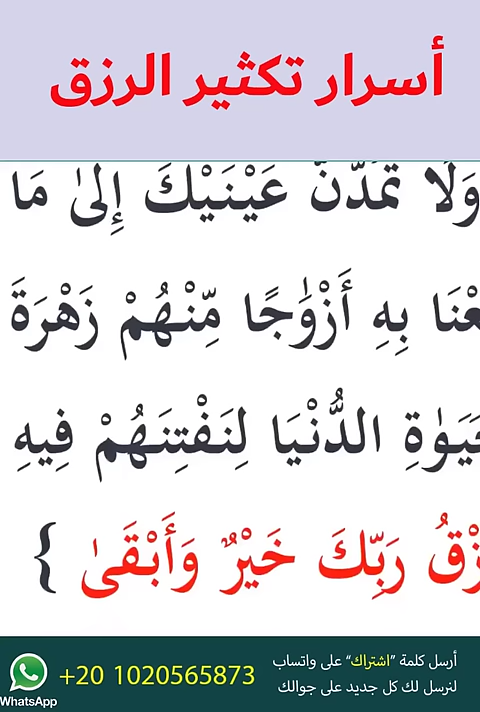 أسرار تكثير الرزق
وَلَا تَمُدَّنَّ عَيْنَيْكَ إِلَىٰ مَا
بِهِ أَزْوَٰجًا مِّنْهُمْ زَهْرَةَ
الدُّنْيَا لِنَفْتِنَهُمْ فِيهِ
رَبِّكَ خَيْرٌ وَأَبْقَىٰ }
أرسل كلمة "اشتراك" على واتساب
لنرسل لك كل جديد على جوالك
+20 1020565873
WhatsApp